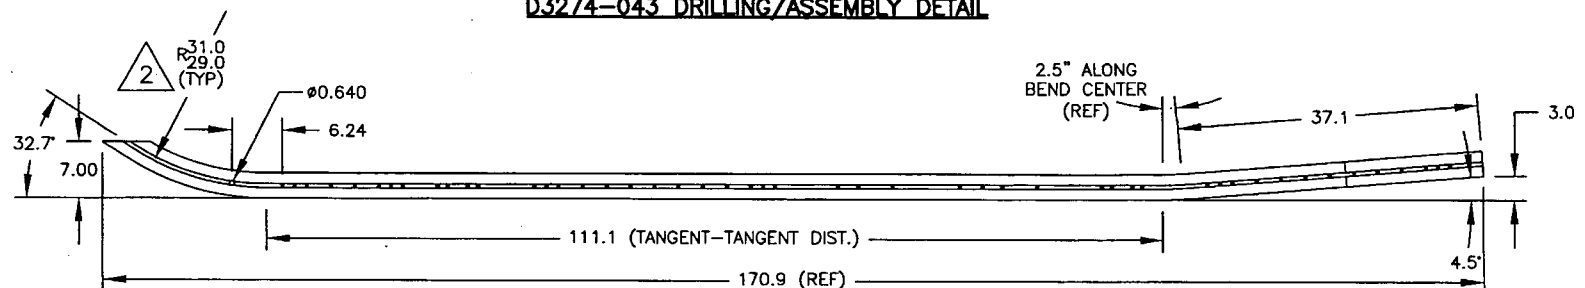 D3274-043 DRILLING/ASSEMBLY DETAIL
2
R31.0
29.0
(TYP)
ø0.640
6.24
32.7°
7.00
2.5" ALONG
BEND CENTER
(REF)
37.1
3.0
111.1 (TANGENT-TANGENT DIST.)
4.5°
170.9 (REF)